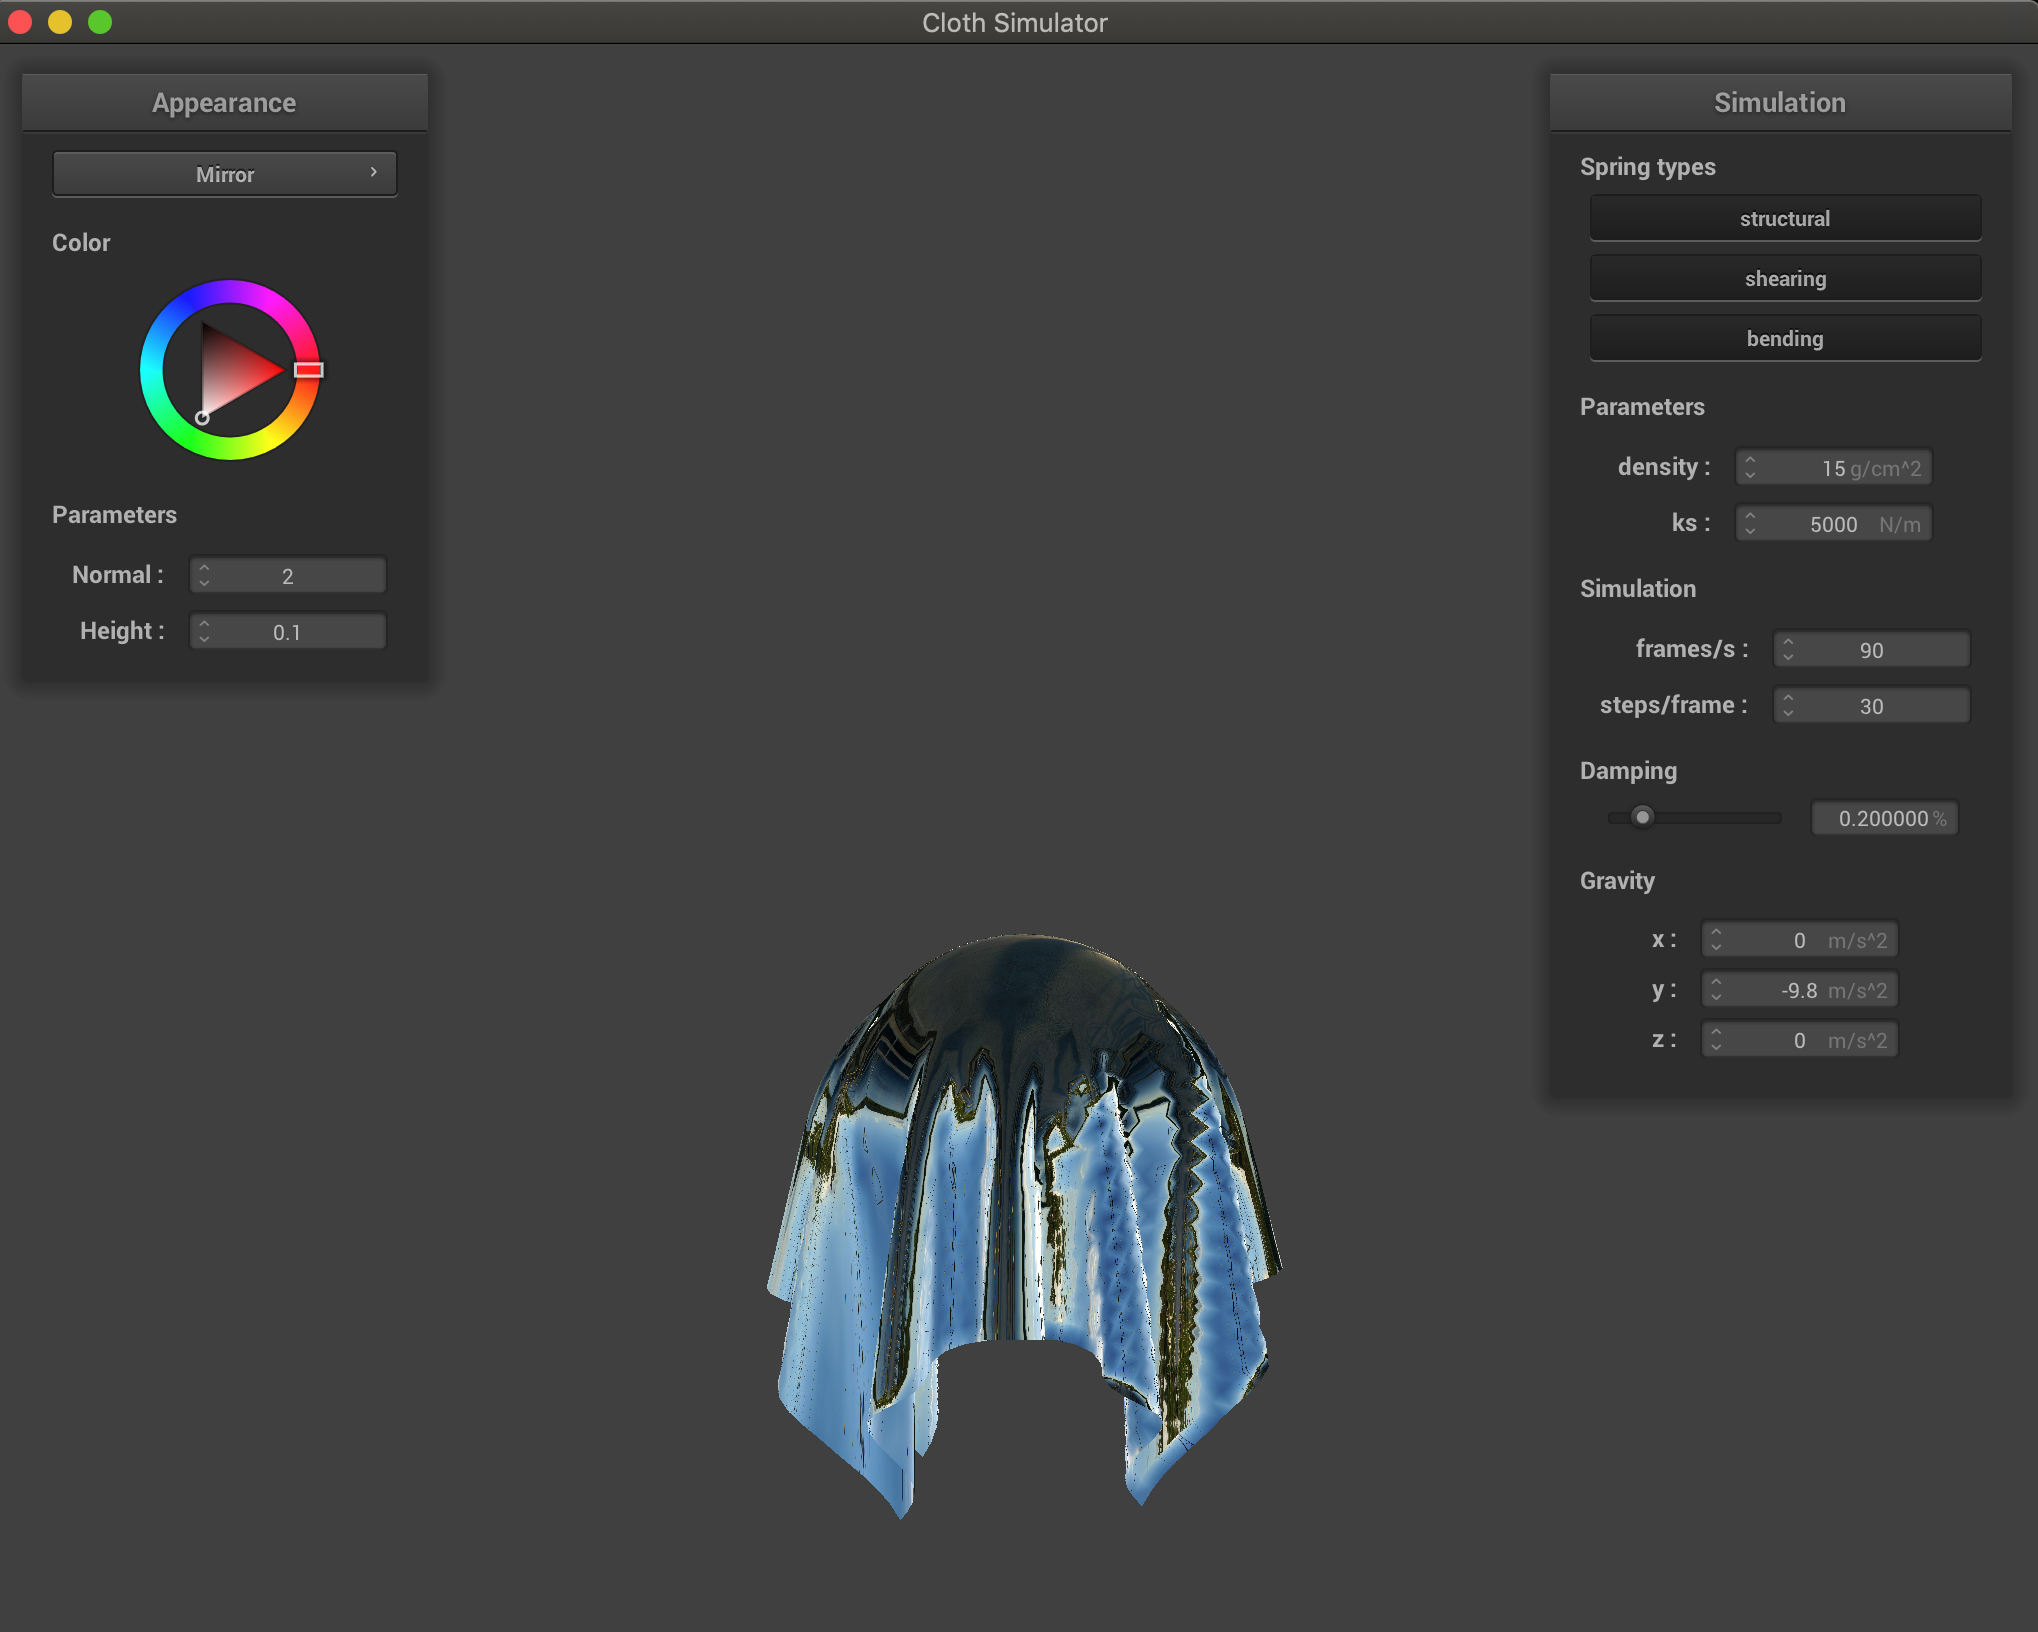 Cloth Simulator
Appearance
Mirror
Color
Parameters
Normal : 2
Height : 0.1
Simulation
Spring types
structural
shearing
bending
Parameters
density : 15 g/cm^2
ks : 5000 N/m
Simulation
frames/s : 90
steps/frame : 30
Damping
0.200000 %
Gravity
x : 0 m/s^2
y : -9.8 m/s^2
z : 0 m/s^2